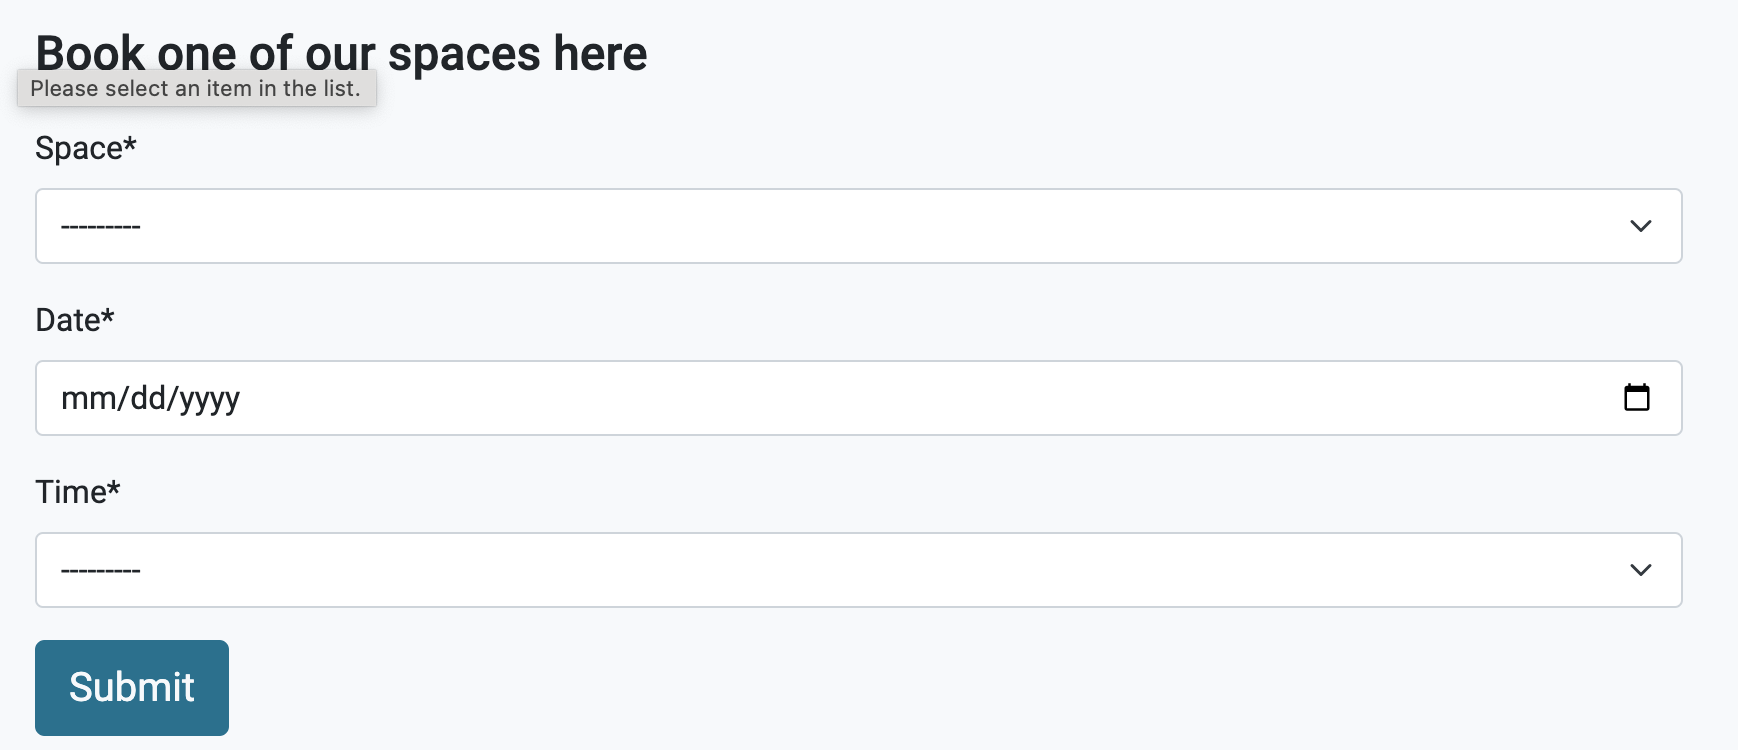 Book one of our spaces here
Please select an item in the list.
Space*
---------
Date*
mm/dd/yyyy
Time*
---------
Submit